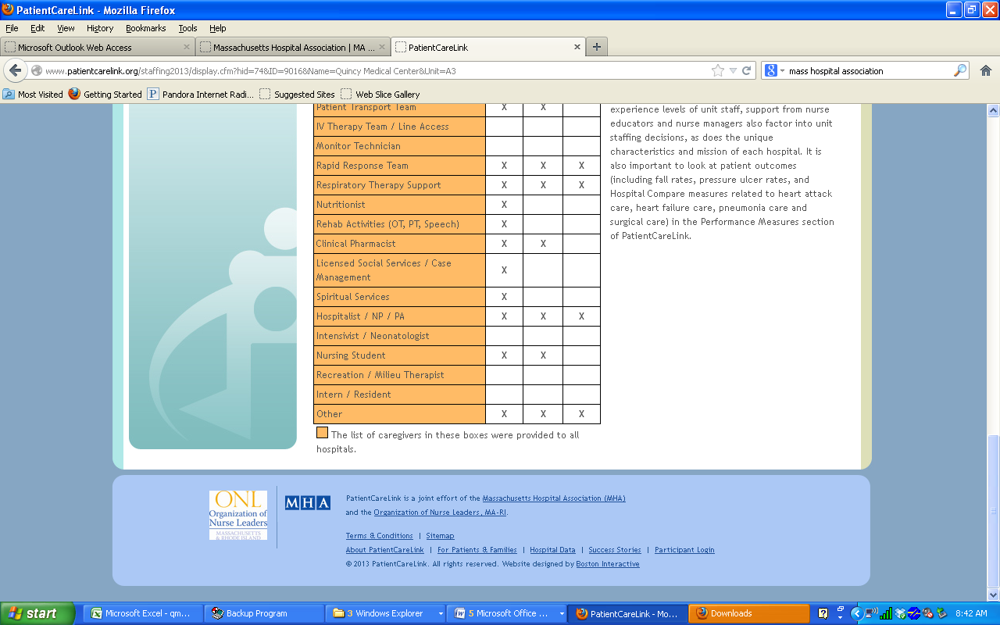 PatientCareLink - Mozilla Firefox
File Edit View History Bookmarks Tools Help
Microsoft Outlook Web Access × Massachusetts Hospital Association | MA ... × PatientCareLink × +
www.patientcarelink.org/staffing2013/display.cfm?hid=74&ID=9016&Name=Quincy Medical Center&Unit=A3 mass hospital association
Most Visited Getting Started Pandora Internet Radi... Suggested Sites Web Slice Gallery
Patient Transport Team X X
IV Therapy Team / Line Access
Monitor Technician
Rapid Response Team X X X
Respiratory Therapy Support X X X
Nutritionist X
Rehab Activities (OT, PT, Speech) X
Clinical Pharmacist X X
Licensed Social Services / Case
Management X
Spiritual Services X
Hospitalist / NP / PA X X X
Intensivist / Neonatologist
Nursing Student X X
Recreation / Milieu Therapist
Intern / Resident
Other X X X
The list of caregivers in these boxes were provided to all
hospitals.
experience levels of unit staff, support from nurse
educators and nurse managers also factor into unit
staffing decisions, as does the unique
characteristics and mission of each hospital. It is
also important to look at patient outcomes
(including fall rates, pressure ulcer rates, and
Hospital Compare measures related to heart attack
care, heart failure care, pneumonia care and
surgical care) in the Performance Measures section
of PatientCareLink.
ONL
Organization of
Nurse Leaders
MASSACHUSETTS
& RHODE ISLAND
MHA
PatientCareLink is a joint effort of the Massachusetts Hospital Association (MHA)
and the Organization of Nurse Leaders, MA-RI.
Terms & Conditions | Sitemap
About PatientCareLink | For Patients & Families | Hospital Data | Success Stories | Participant Login
© 2013 PatientCareLink. All rights reserved. Website designed by Boston Interactive
start Microsoft Excel - qm... Backup Program 3 Windows Explorer 5 Microsoft Office ... PatientCareLink - Mo... Downloads 8:42 AM